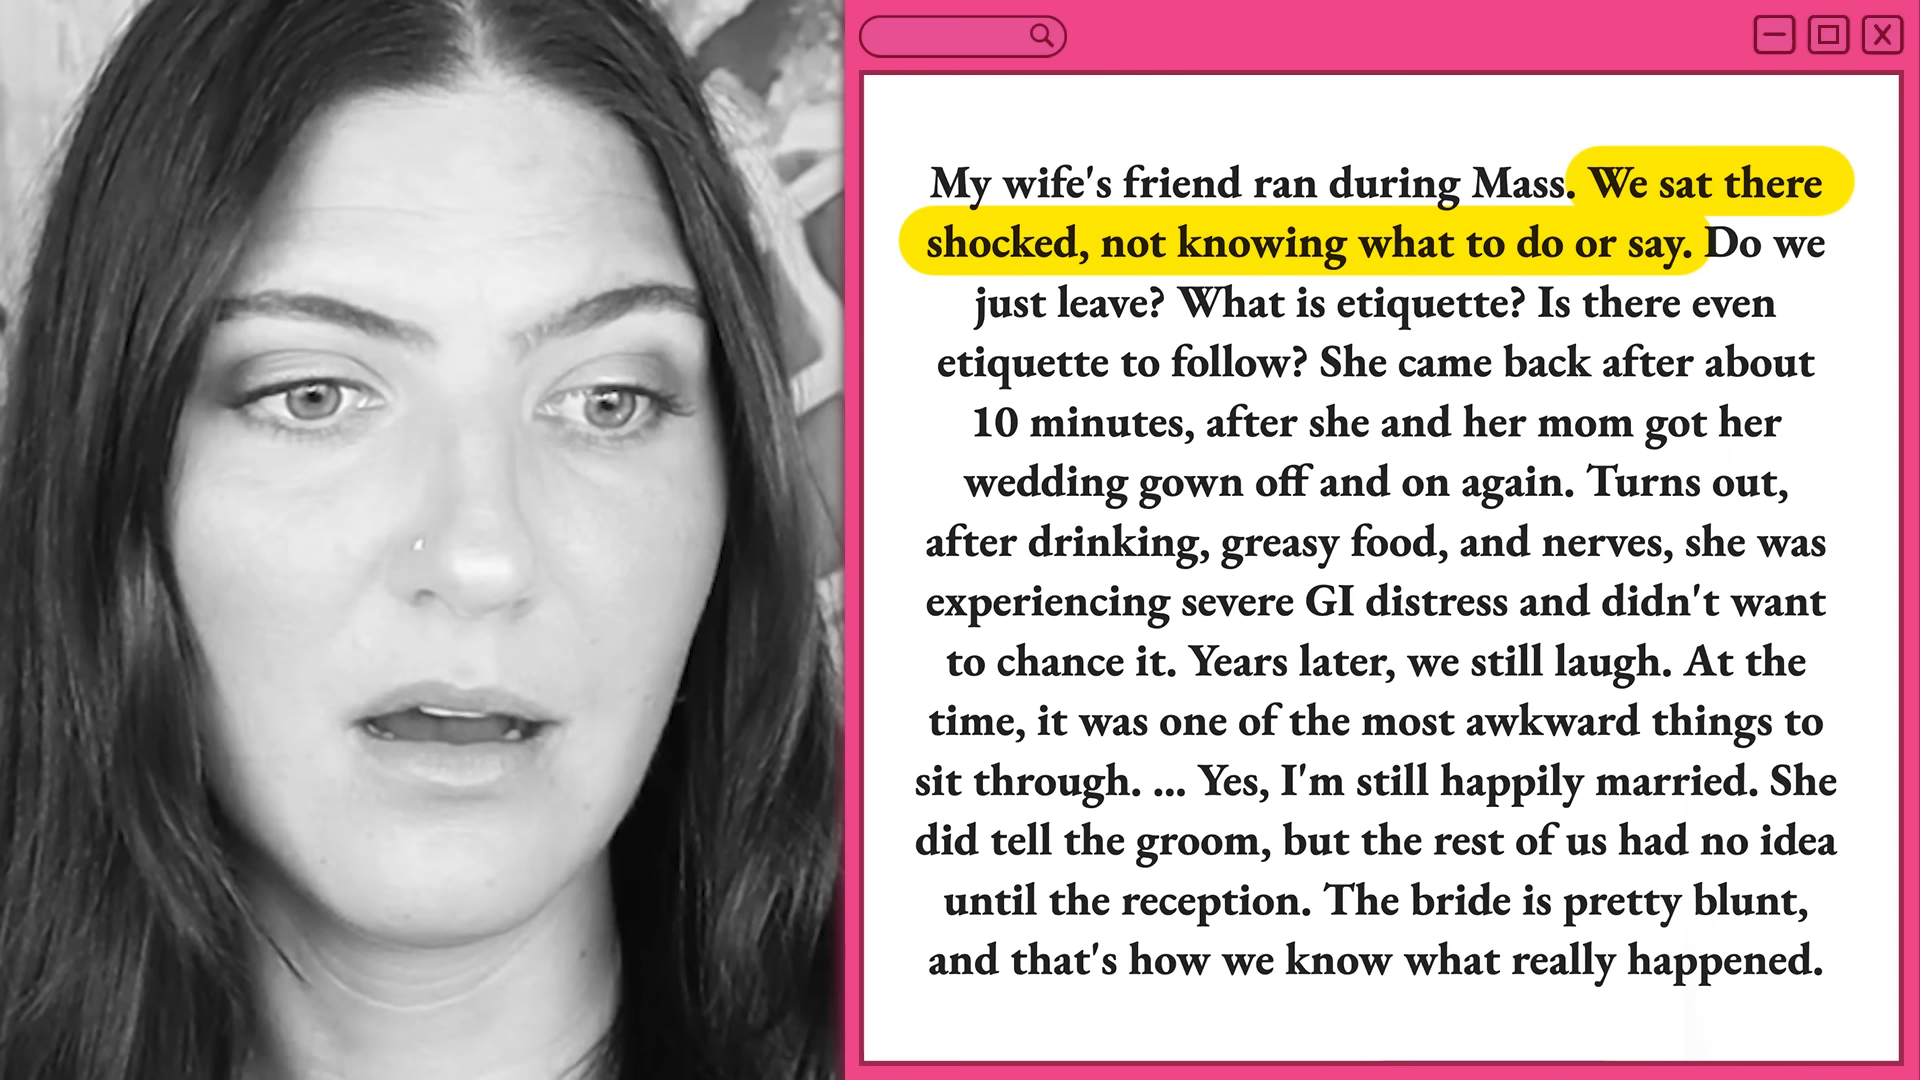 My wife's friend ran during Mass. We sat there
shocked, not knowing what to do or say. Do we
just leave? What is etiquette? Is there even
etiquette to follow? She came back after about
10 minutes, after she and her mom got her
wedding gown off and on again. Turns out,
after drinking, greasy food, and nerves, she was
experiencing severe GI distress and didn't want
to chance it. Years later, we still laugh. At the
time, it was one of the most awkward things to
sit through. ... Yes, I'm still happily married. She
did tell the groom, but the rest of us had no idea
until the reception. The bride is pretty blunt,
and that's how we know what really happened.